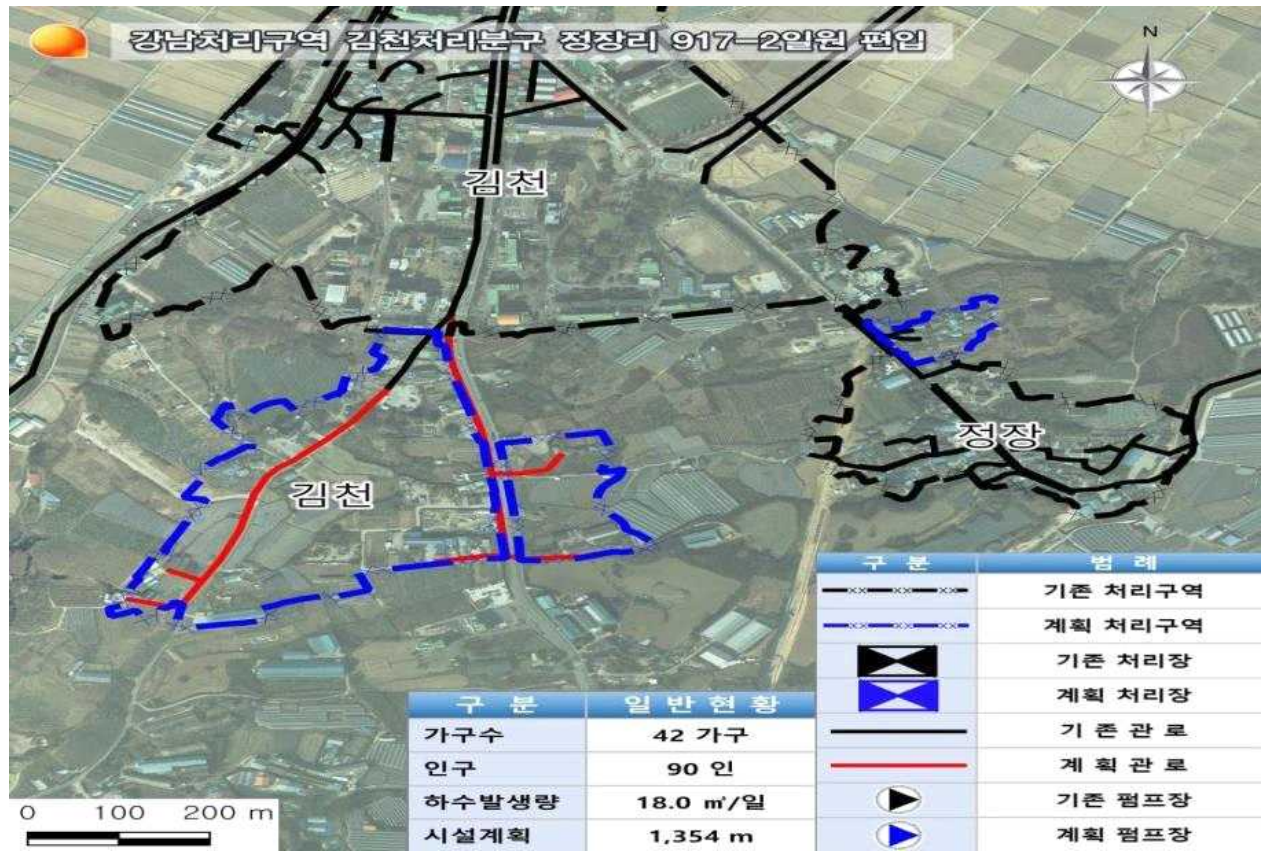 강남처리구역 김천처리분구 정장리 917-2일원 편입
N
김천
정장
김천
구 분 범 례
기존 처리구역
계획 처리구역
기존 처리장
계획 처리장
기 존 관 로
계 획 관 로
기존 펌프장
계획 펌프장
구 분 일 반 현 황
가구수 42 가구
인구 90 인
하수발생량 18.0 ㎥/일
시설계획 1,354 m
0 100 200 m